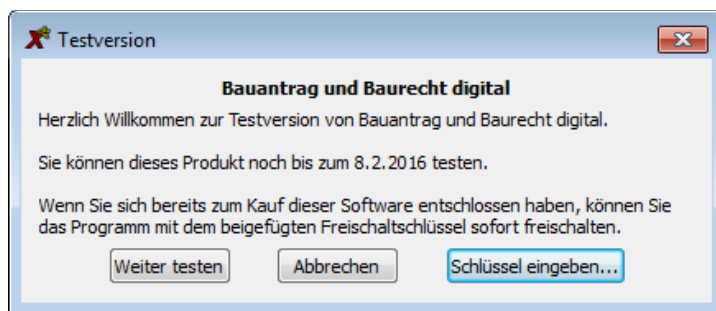 Testversion
Bauantrag und Baurecht digital
Herzlich Willkommen zur Testversion von Bauantrag und Baurecht digital.
Sie können dieses Produkt noch bis zum 8.2.2016 testen.
Wenn Sie sich bereits zum Kauf dieser Software entschlossen haben, können Sie
das Programm mit dem beigefügten Freischaltschlüssel sofort freischalten.
Weiter testen Abbrechen Schlüssel eingeben...